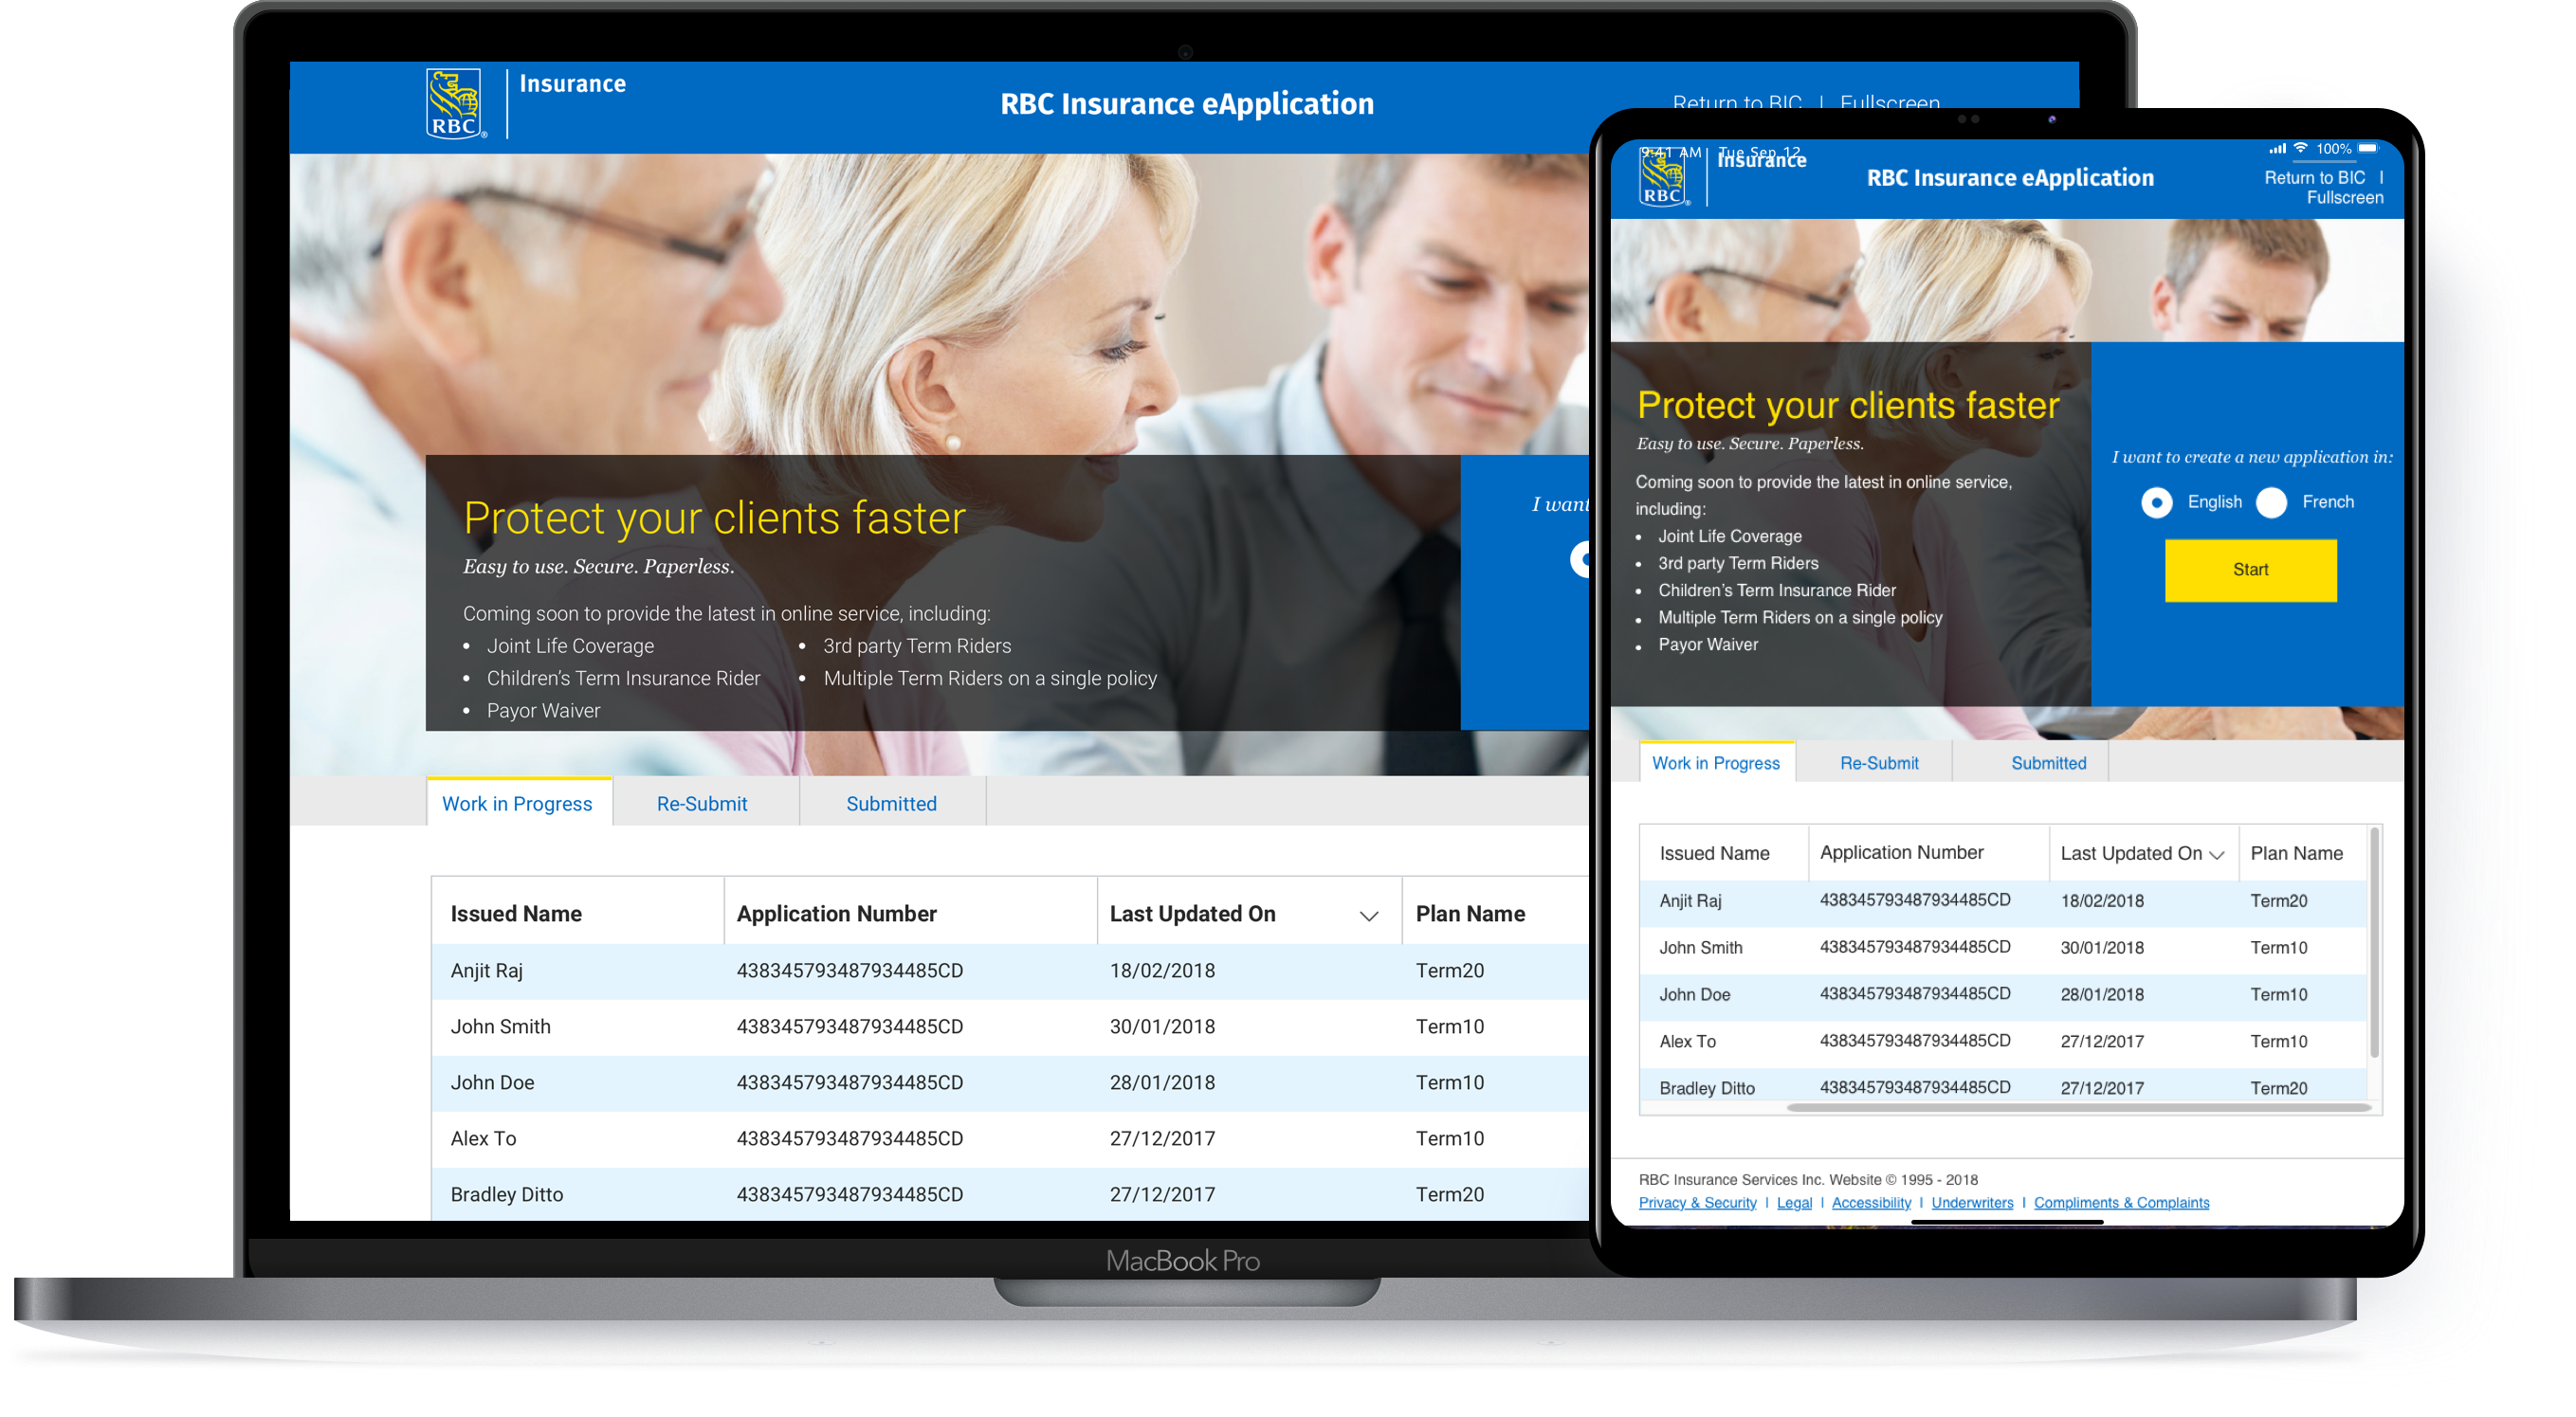 Insurance
RBC®
RBC Insurance eApplication
Return to BIC | Fullscreen
Protect your clients faster
Easy to use. Secure. Paperless.
Coming soon to provide the latest in online service, including:
• Joint Life Coverage • 3rd party Term Riders
• Children's Term Insurance Rider • Multiple Term Riders on a single policy
• Payor Waiver
I want
Work in Progress Re-Submit Submitted
Issued Name Application Number Last Updated On Plan Name
Anjit Raj 438345793487934485CD 18/02/2018 Term20
John Smith 438345793487934485CD 30/01/2018 Term10
John Doe 438345793487934485CD 28/01/2018 Term10
Alex To 438345793487934485CD 27/12/2017 Term10
Bradley Ditto 438345793487934485CD 27/12/2017 Term20
MacBook Pro
9:41 AM Tue Sep 12 100%
Insurance
RBC®
RBC Insurance eApplication
Return to BIC |
Fullscreen
Protect your clients faster
Easy to use. Secure. Paperless.
Coming soon to provide the latest in online service,
including:
• Joint Life Coverage
• 3rd party Term Riders
• Children's Term Insurance Rider
• Multiple Term Riders on a single policy
• Payor Waiver
I want to create a new application in:
English French
Start
Work in Progress Re-Submit Submitted
Issued Name Application Number Last Updated On Plan Name
Anjit Raj 438345793487934485CD 18/02/2018 Term20
John Smith 438345793487934485CD 30/01/2018 Term10
John Doe 438345793487934485CD 28/01/2018 Term10
Alex To 438345793487934485CD 27/12/2017 Term10
Bradley Ditto 438345793487934485CD 27/12/2017 Term20
RBC Insurance Services Inc. Website © 1995 - 2018
Privacy & Security | Legal | Accessibility | Underwriters | Compliments & Complaints